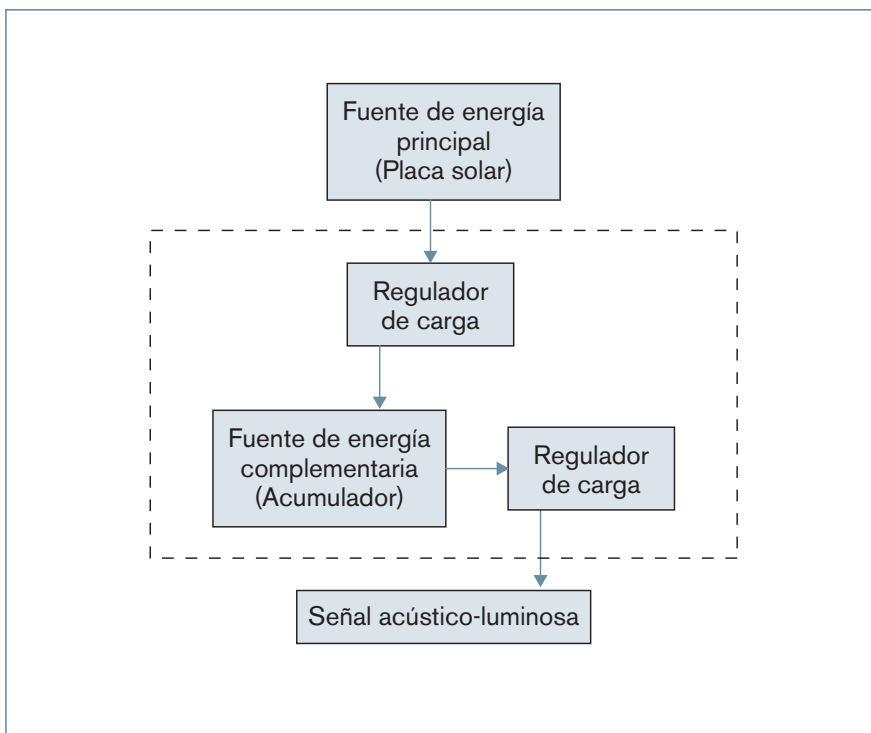 Fuente de energía
principal
(Placa solar)
Regulador
de carga
Fuente de energía
complementaria
(Acumulador)
Regulador
de carga
Señal acústico-luminosa